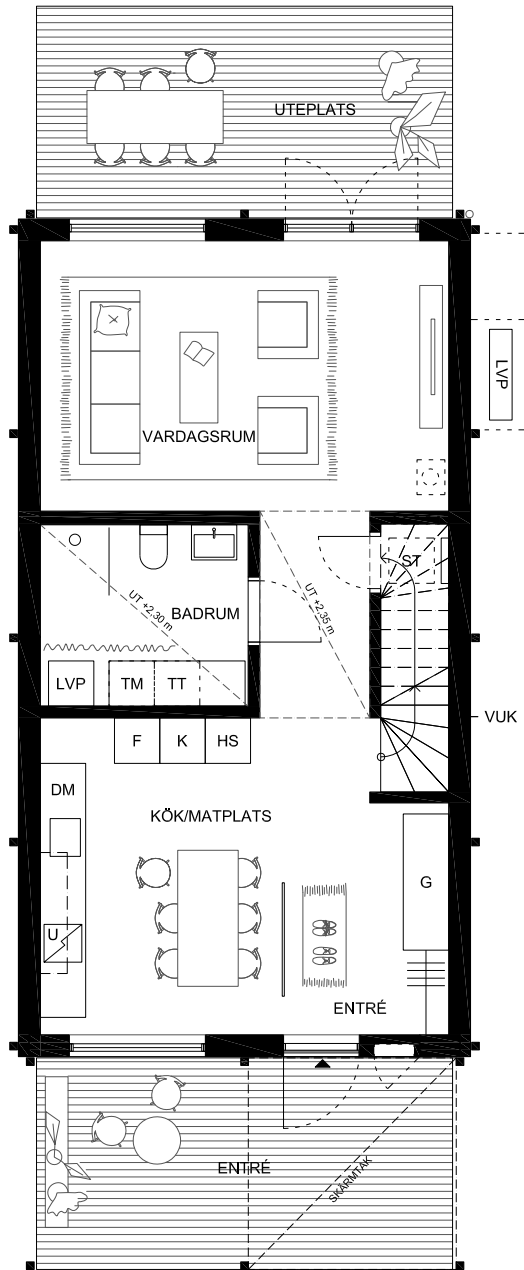 UTEPLATS
LVP
VARDAGSRUM
ST
UT +2,30 m
BADRUM
UT +2,35 m
LVP
TM
TT
VUK
F
K
HS
DM
KÖK/MATPLATS
G
U
ENTRÉ
ENTRÉ
SKÄRMTAK